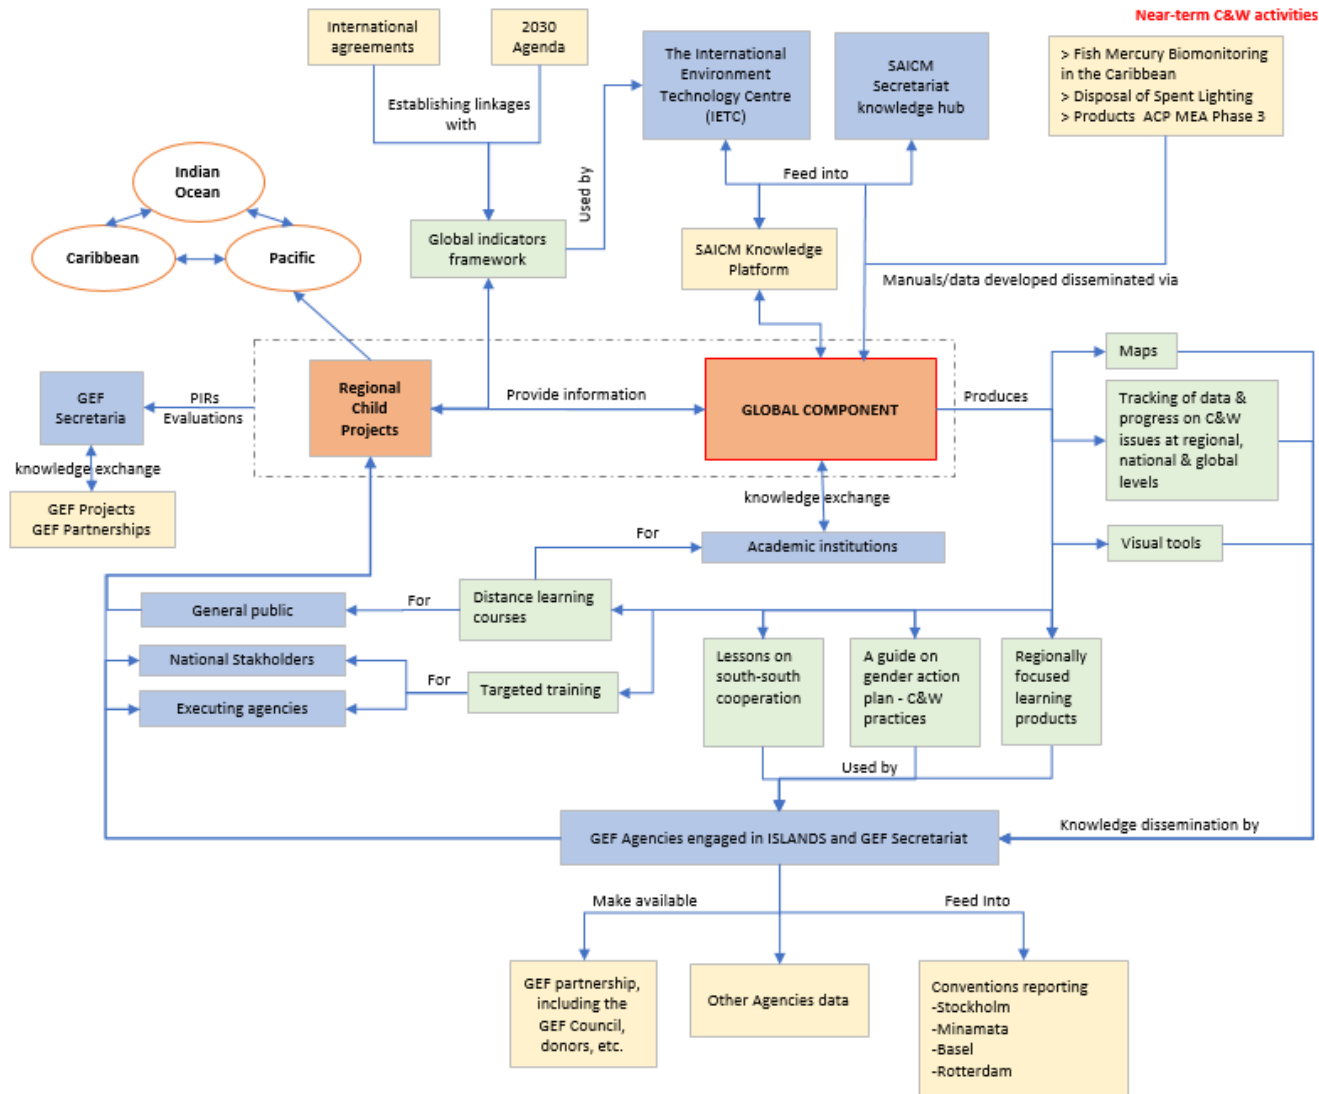 Near-term C&W activities
International
agreements
2030
Agenda
The International
Environment
Technology Centre
(IETC)
SAICM
Secretariat
knowledge hub
> Fish Mercury Biomonitoring
in the Caribbean
> Disposal of Spent Lighting
> Products ACP MEA Phase 3
Establishing linkages
with
Used by
Feed into
Indian
Ocean
Caribbean
Pacific
Global indicators
framework
SAICM Knowledge
Platform
Manuals/data developed disseminated via
GEF
Secretaria
PIRs
Evaluations
Regional
Child
Projects
Provide information
GLOBAL COMPONENT
Produces
Maps
Tracking of data &
progress on C&W
issues at regional,
national & global
levels
knowledge exchange
GEF Projects
GEF Partnerships
knowledge exchange
For
Academic institutions
Visual tools
General public
For
Distance learning
courses
National Stakholders
Executing agencies
For
Targeted training
Lessons on
south-south
cooperation
A guide on
gender action
plan - C&W
practices
Regionally
focused
learning
products
Used by
GEF Agencies engaged in ISLANDS and GEF Secretariat
Knowledge dissemination by
Make available
Feed Into
GEF partnership,
including the
GEF Council,
donors, etc.
Other Agencies data
Conventions reporting
-Stockholm
-Minamata
-Basel
-Rotterdam